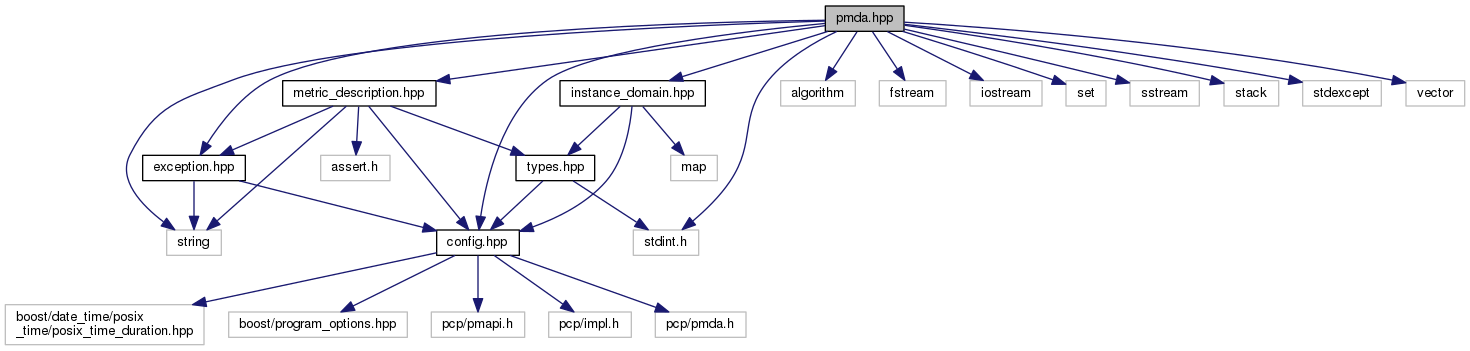 pmda.hpp
metric_description.hpp
instance_domain.hpp
algorithm
fstream
iostream
set
sstream
stack
stdexcept
vector
exception.hpp
assert.h
types.hpp
map
string
config.hpp
stdint.h
boost/date_time/posix
_time/posix_time_duration.hpp
boost/program_options.hpp
pcp/pmapi.h
pcp/impl.h
pcp/pmda.h